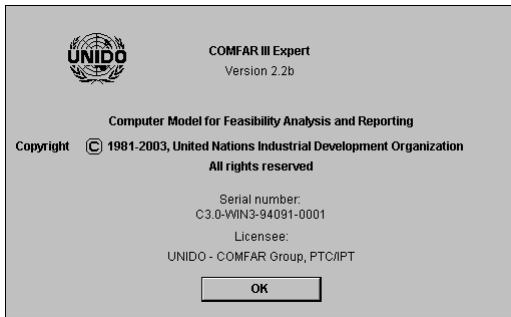 UNIDO
COMFAR III Expert
Version 2.2b
Computer Model for Feasibility Analysis and Reporting
Copyright © 1981-2003, United Nations Industrial Development Organization
All rights reserved
Serial number:
C3.0-WIN3-94091-0001
Licensee:
UNIDO - COMFAR Group, PTC/IPT
OK